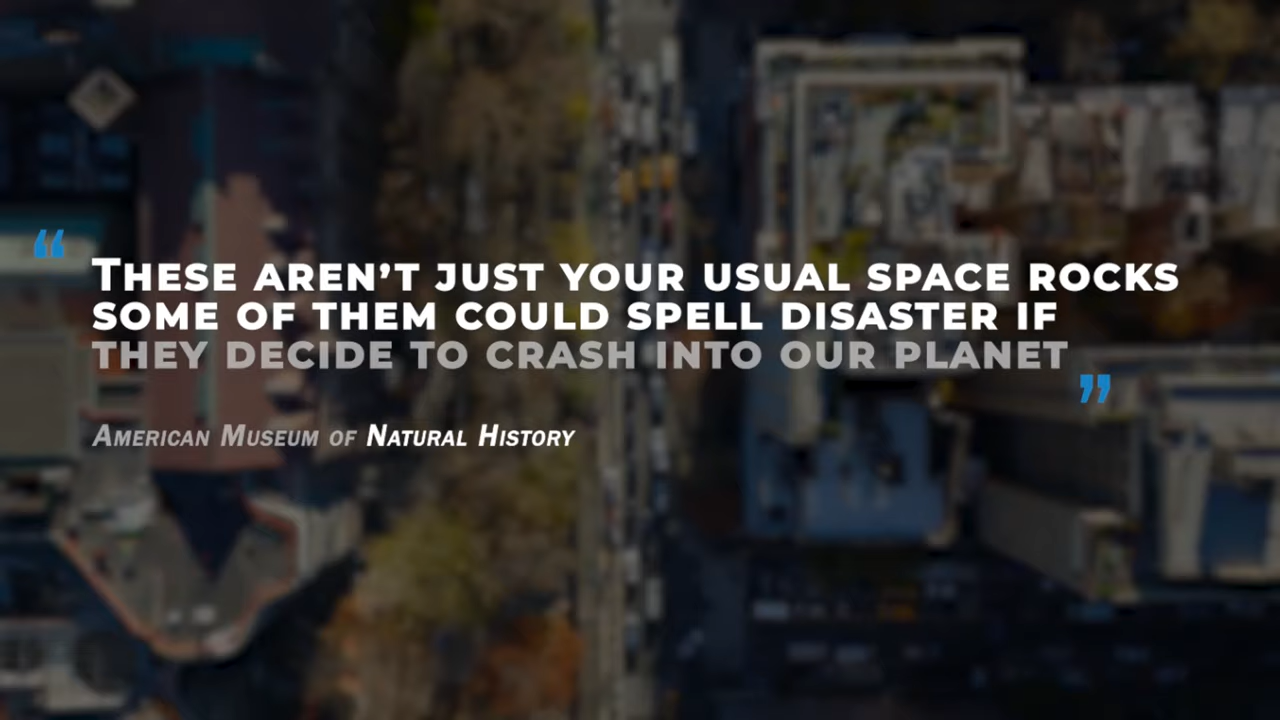 “THESE AREN’T JUST YOUR USUAL SPACE ROCKS
SOME OF THEM COULD SPELL DISASTER IF
THEY DECIDE TO CRASH INTO OUR PLANET”
AMERICAN MUSEUM OF NATURAL HISTORY